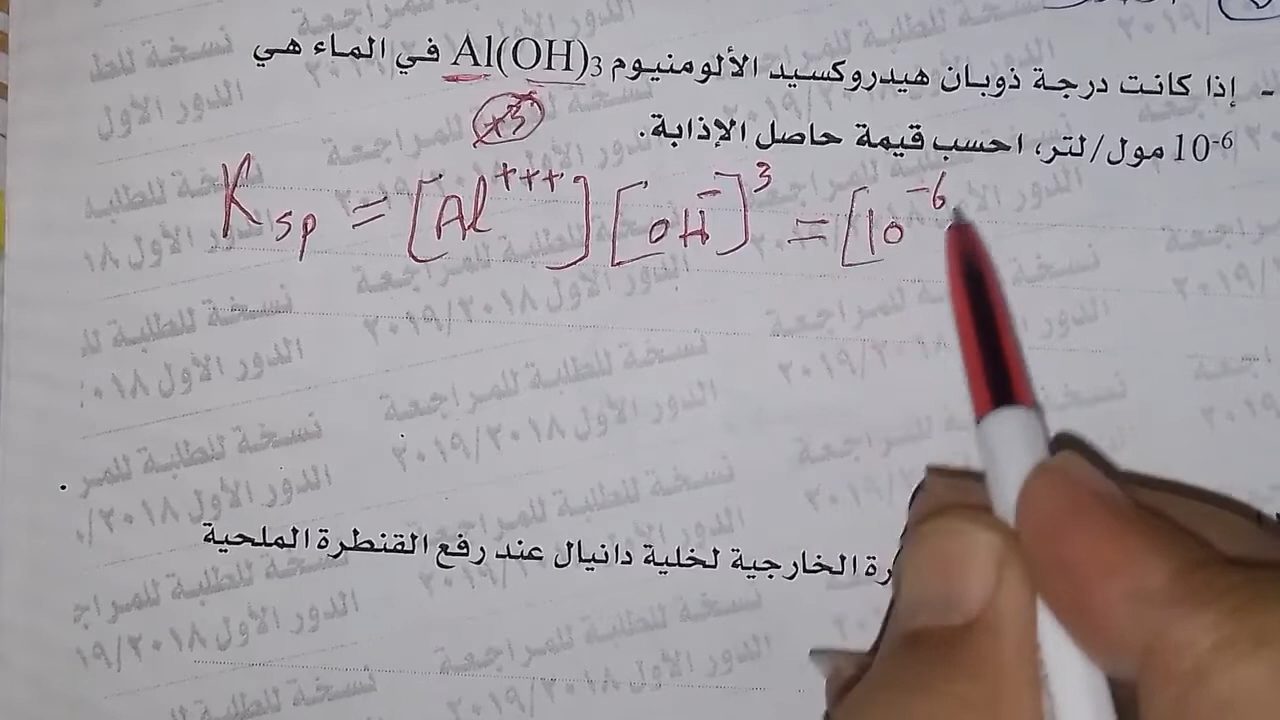 - إذا كانت درجة ذوبان هيدروكسيد الألومنيوم Al(OH)₃ في الماء هي
10⁻⁶ مول/لتر، احسب قيمة حاصل الإذابة.
+3
Ksp = [Al⁺⁺⁺] [OH⁻]³ = [10⁻⁶
رة الخارجية لخلية دانيال عند رفع القنطرة الملحية
نسخة للطلبة للمراجعة
الدور الأول ٢٠١٩/٢٠١٨